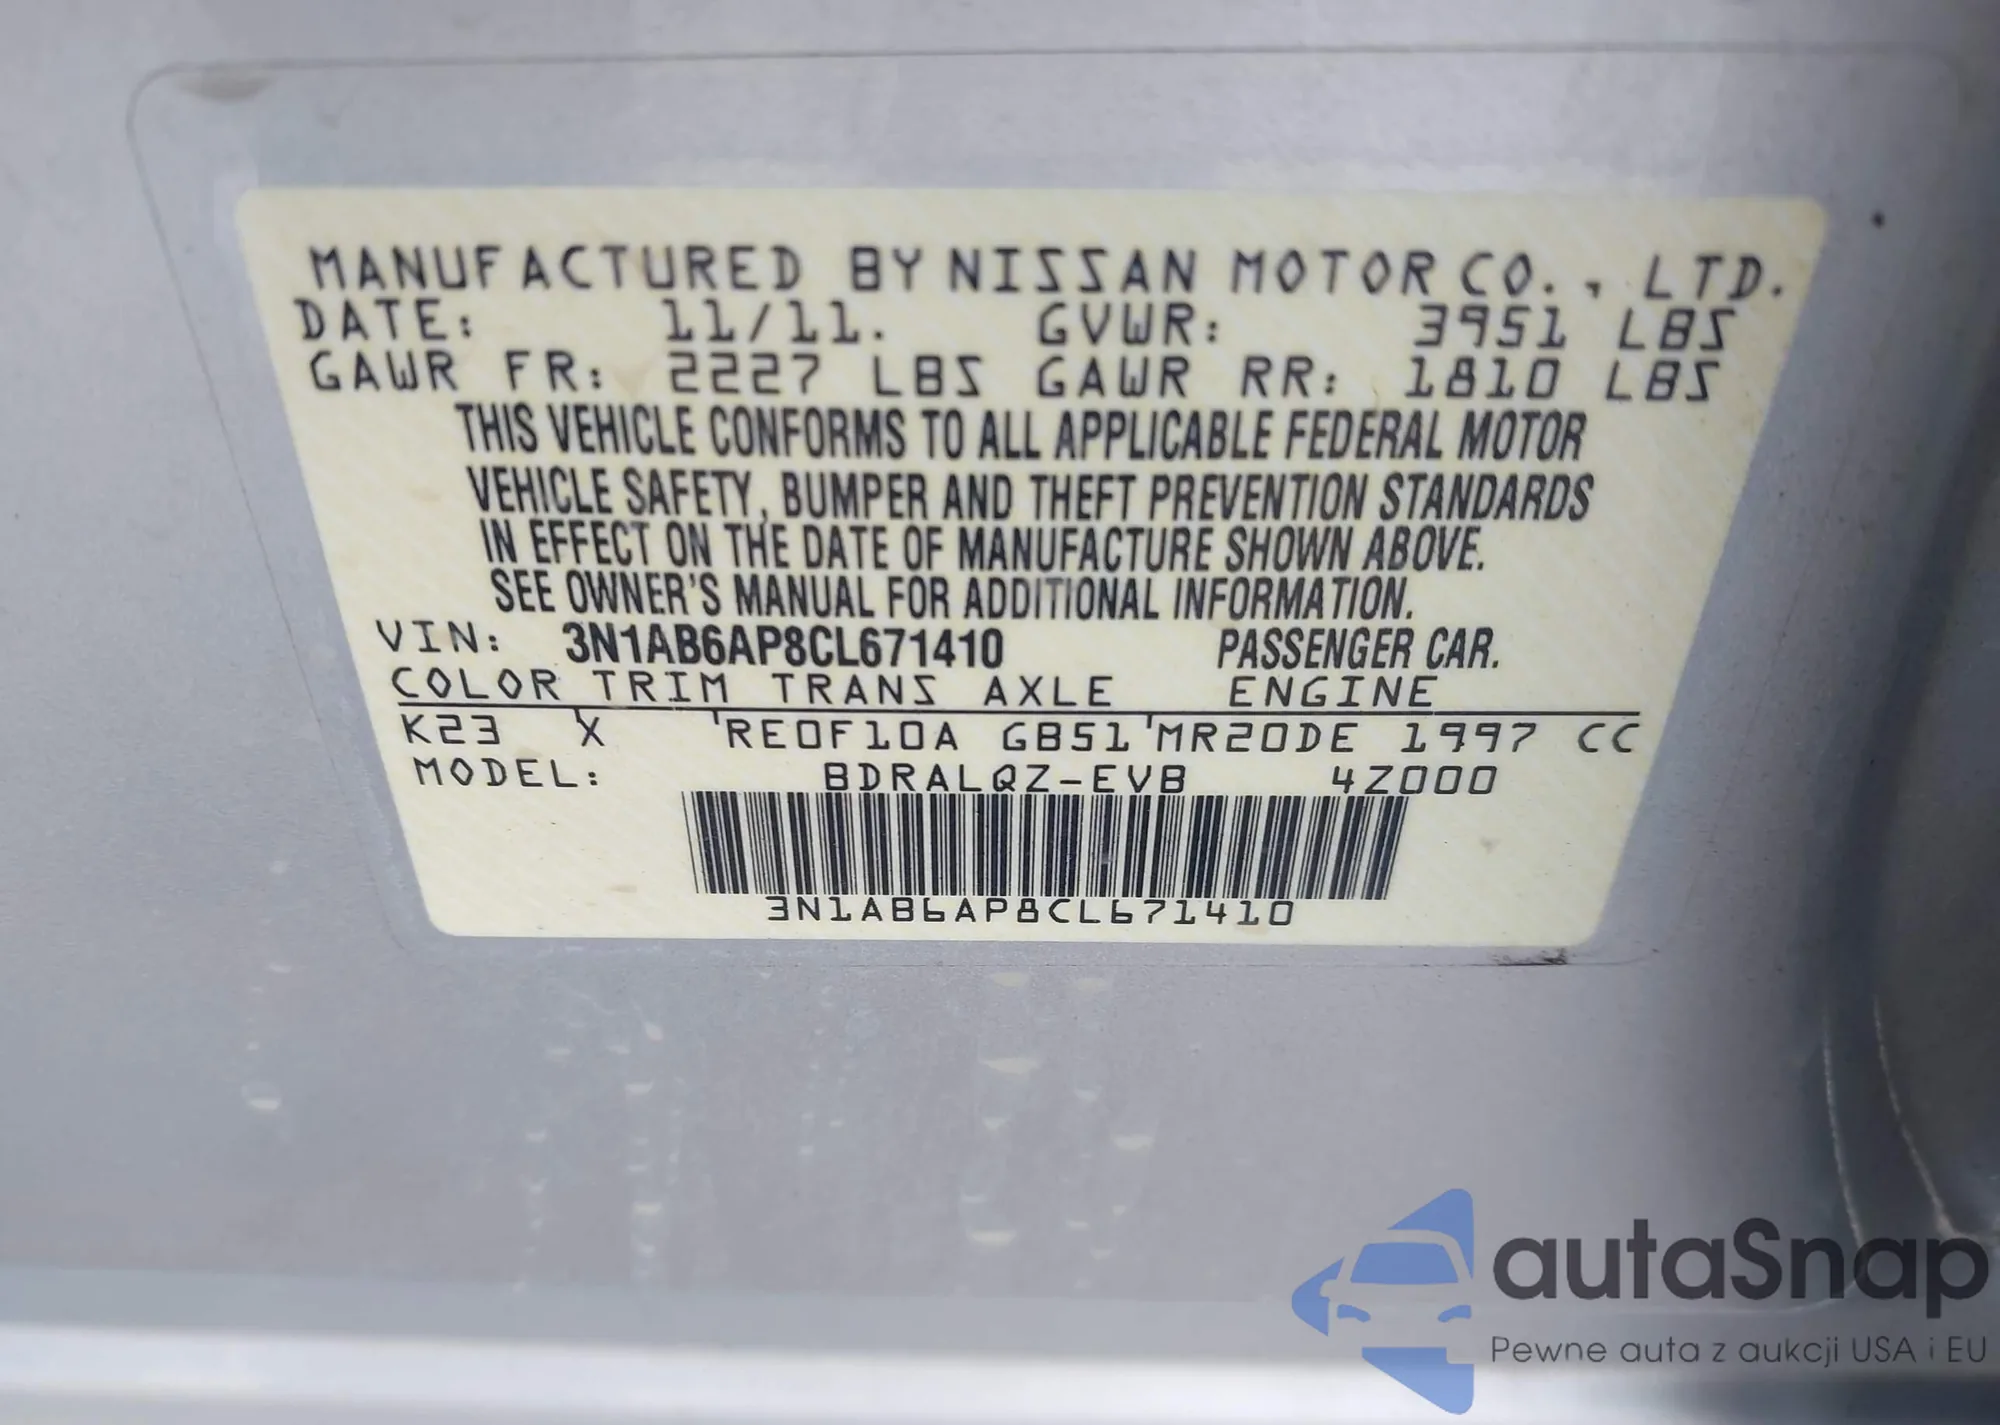 MANUFACTURED BY NISSAN MOTOR CO., LTD.
DATE: 11/11. GVWR: 3951 LBS
GAWR FR: 2227 LBS GAWR RR: 1810 LBS
THIS VEHICLE CONFORMS TO ALL APPLICABLE FEDERAL MOTOR
VEHICLE SAFETY, BUMPER AND THEFT PREVENTION STANDARDS
IN EFFECT ON THE DATE OF MANUFACTURE SHOWN ABOVE.
SEE OWNER'S MANUAL FOR ADDITIONAL INFORMATION.
VIN: 3N1AB6AP8CL671410 PASSENGER CAR.
COLOR TRIM TRANS AXLE ENGINE
K23 X RE0F10A GB51 MR20DE 1997 CC
MODEL: BDRALQZ-EVB 4Z000
3N1AB6AP8CL671410
autaSnap
Pewne auta z aukcji USA i EU